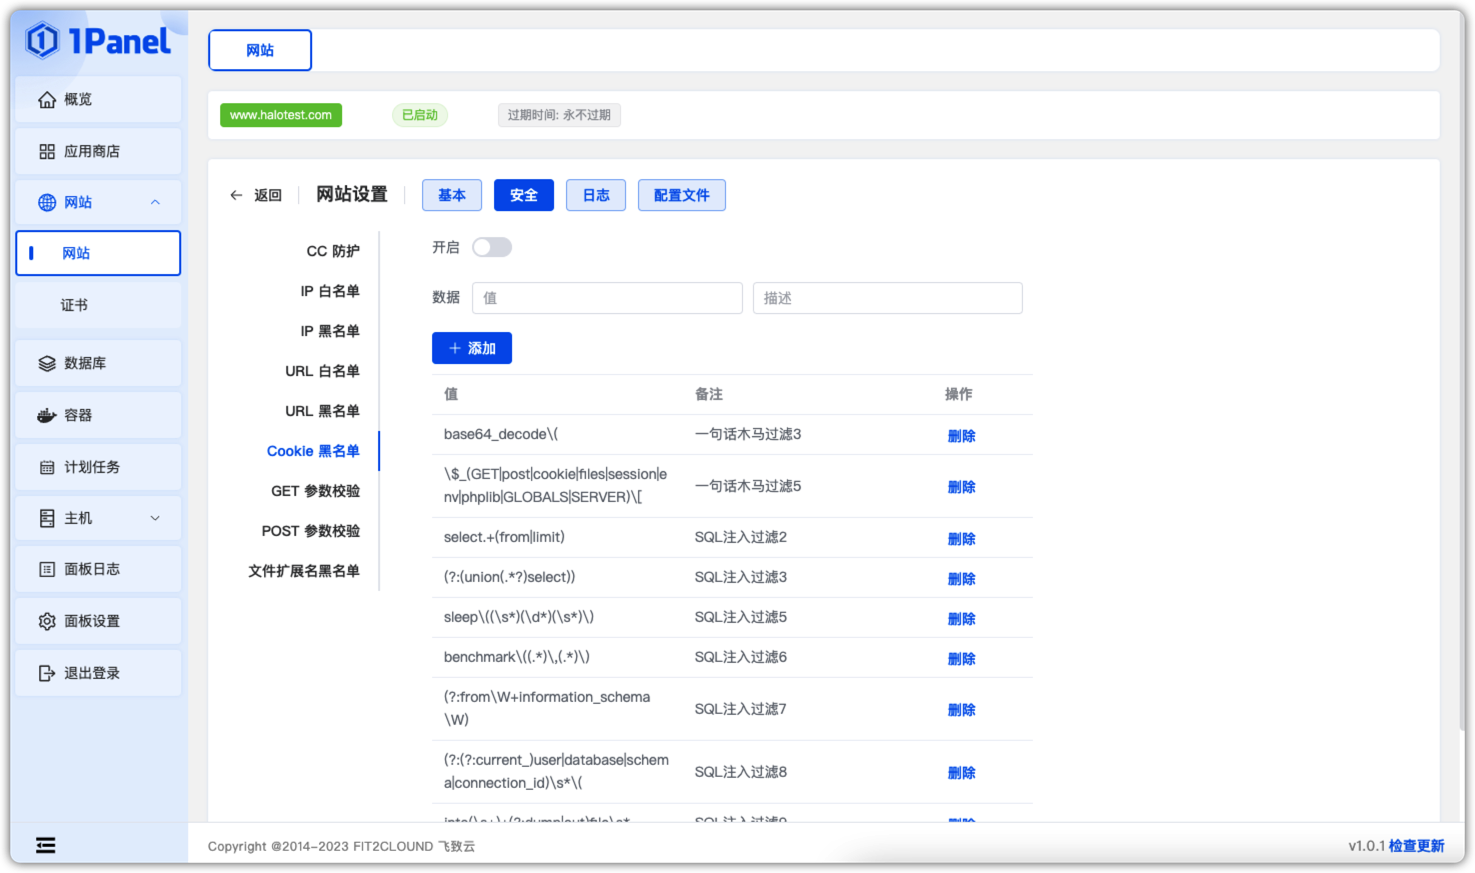 1Panel
概览
应用商店
网站
网站
证书
数据库
容器
计划任务
主机
面板日志
面板设置
退出登录
网站
www.halotest.com 已启动 过期时间: 永不过期
返回 网站设置 基本 安全 日志 配置文件
CC 防护
IP 白名单
IP 黑名单
URL 白名单
URL 黑名单
Cookie 黑名单
GET 参数校验
POST 参数校验
文件扩展名黑名单
开启
数据 值 描述
添加
值 备注 操作
base64_decode\( 一句话木马过滤3 删除
\$_(GET|post|cookie|files|session|e
nv|phplib|GLOBALS|SERVER)\[ 一句话木马过滤5 删除
select.+(from|limit) SQL注入过滤2 删除
(?:(union(.*?)select)) SQL注入过滤3 删除
sleep\((\s*)(\d*)(\s*)\) SQL注入过滤5 删除
benchmark\((.*)\,(.*)\) SQL注入过滤6 删除
(?:from\W+information_schema
\W) SQL注入过滤7 删除
(?:(?:current_)user|database|schem
a|connection_id)\s*\( SQL注入过滤8 删除
Copyright @2014-2023 FIT2CLOUND 飞致云
v1.0.1 检查更新